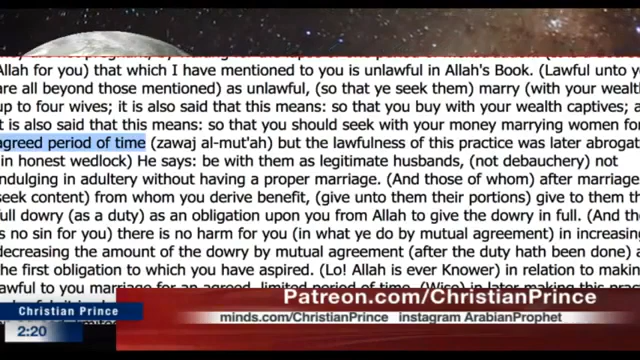 Allah for you) that which I have mentioned to you is unlawful in Allah's Book. (Lawful unto y
are all beyond those mentioned) as unlawful, (so that ye seek them) marry (with your wealth
up to four wives; it is also said that this means: so that you buy with your wealth captives; a
it is also said that this means: so that you should seek with your money marrying women for
agreed period of time (zawaj al-mut'ah) but the lawfulness of this practice was later abrogat
(in honest wedlock) He says: be with them as legitimate husbands, (not debauchery) not
indulging in adultery without having a proper marriage. (And those of whom) after marriage
seek content) from whom you derive benefit, (give unto them their portions) give to them th
full dowry (as a duty) as an obligation upon you from Allah to give the dowry in full. (And the
is no sin for you) there is no harm for you (in what ye do by mutual agreement) in increasing
decreasing the amount of the dowry by mutual agreement (after the duty hath been done) a
the first obligation to which you have aspired. (Lo! Allah is ever Knower) in relation to makin
lawful to you marriage for an agreed, limited period of time, (Wise) in later making this prac
Patreon.com/ChristianPrince
Christian Prince
minds.com/ChristianPrince instagram ArabianProphet
2:20